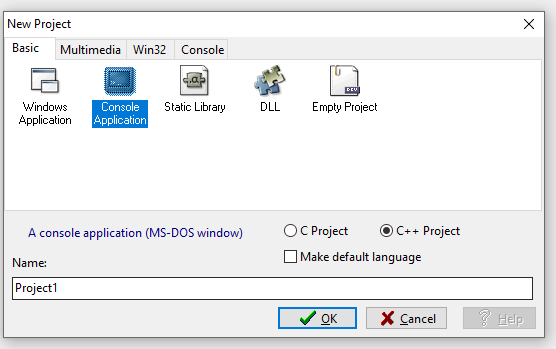 New Project
Basic Multimedia Win32 Console
Windows Application
Console Application
Static Library
DLL
DEV
Empty Project
A console application (MS-DOS window)
C Project
C++ Project
Make default language
Name:
Project1
OK
Cancel
Help